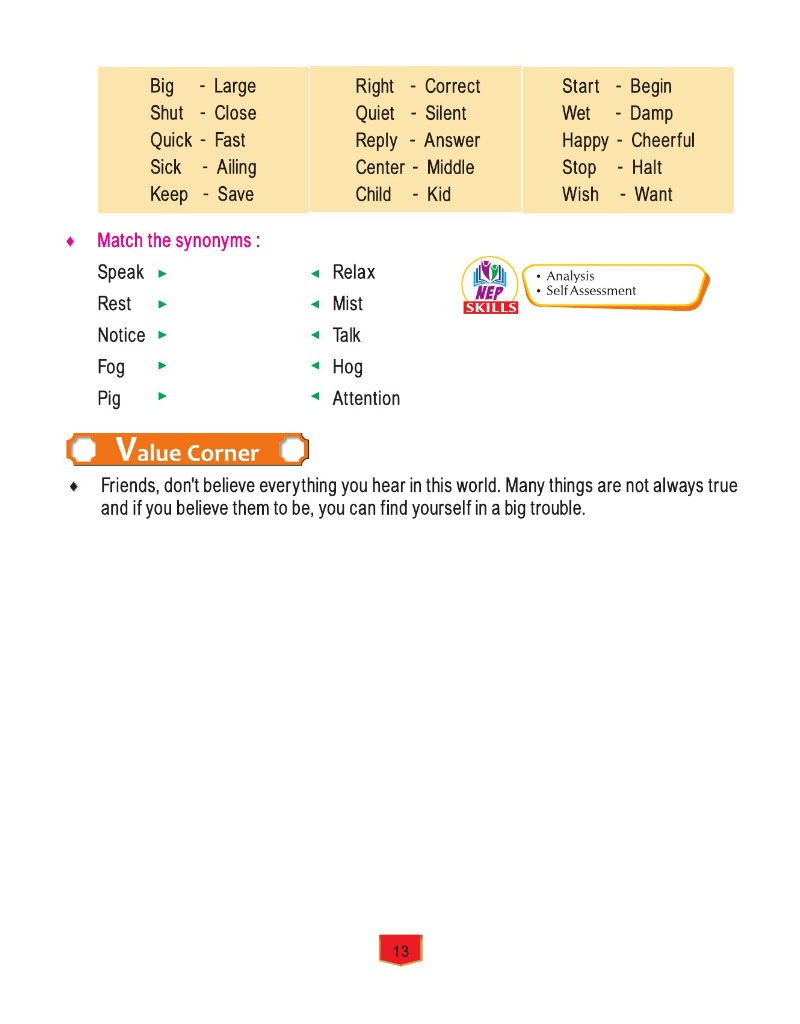 Big - Large Right - Correct Start - Begin
Shut - Close Quiet - Silent Wet - Damp
Quick - Fast Reply - Answer Happy - Cheerful
Sick - Ailing Center - Middle Stop - Halt
Keep - Save Child - Kid Wish - Want
♦ Match the synonyms :
Speak ► ◄ Relax
Rest ► ◄ Mist
Notice ► ◄ Talk
Fog ► ◄ Hog
Pig ► ◄ Attention
NEP
SKILLS
• Analysis
• Self Assessment
Value Corner
♦ Friends, don't believe everything you hear in this world. Many things are not always true
and if you believe them to be, you can find yourself in a big trouble.
13